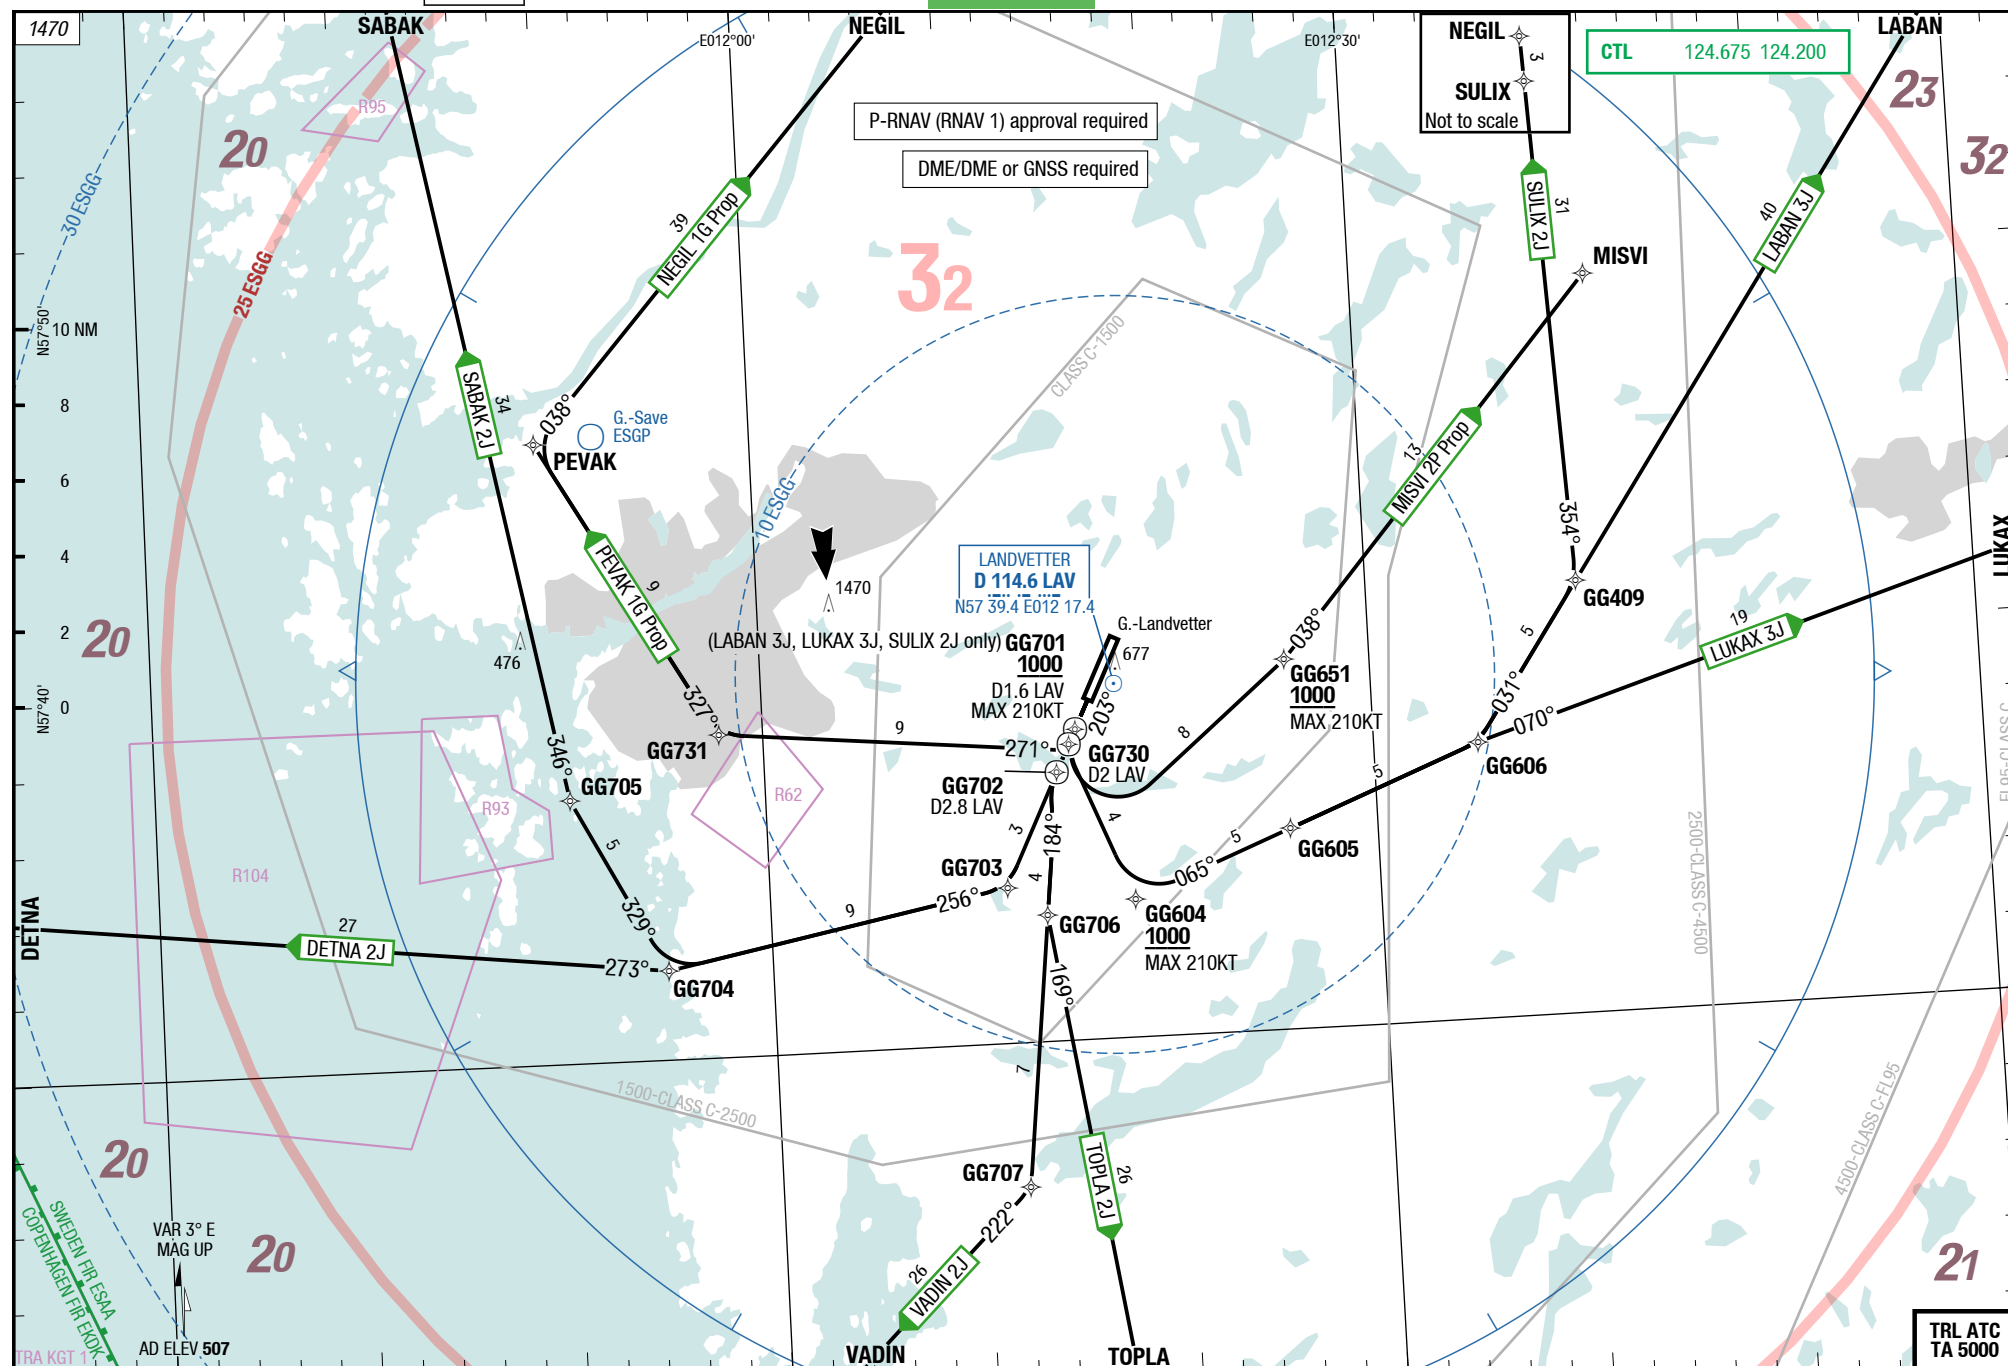 1470
SABAK
E012°00'
NEGIL
E012°30'
NEGIL
3
SULIX
Not to scale
CTL 124.675 124.200
LABAN
23
32
R95
20
30 ESGG
25 ESGG
P-RNAV (RNAV 1) approval required
DME/DME or GNSS required
39
NEGIL 1G Prop
32
SULIX 2J
31
40
LABAN 3J
MISVI
N57°50'
10 NM
8
6
4
2
0
N57°40'
SABAK 2J
34
038°
G.-Save
ESGP
PEVAK
CLASS C-1500
10 ESGG
13
MISVI 2P Prop
354°
LUKAX
PEVAK 1G Prop
9
1470
LANDVETTER
D 114.6 LAV
N57 39.4 E012 17.4
GG409
20
476
(LABAN 3J, LUKAX 3J, SULIX 2J only) GG701
1000
D1.6 LAV
MAX 210KT
G.-Landvetter
677
203°
038°
GG651
1000
MAX 210KT
5
19
LUKAX 3J
031°
070°
327°
GG731
9
271°
GG730
D2 LAV
8
GG606
346°
GG705
GG702
D2.8 LAV
R62
R93
R104
5
3
184°
4
4
5
5
GG605
065°
GG703
256°
9
329°
GG706
GG604
1000
MAX 210KT
2500-CLASS C-4500
FL95-CLASS C
DETNA
27
DETNA 2J
273°
GG704
169°
7
1500-CLASS C-2500
4500-CLASS C-FL95
20
GG707
TOPLA 2J
26
222°
26
VADIN 2J
SWEDEN FIR ESAA
COPENHAGEN FIR EKDK
VAR 3° E
MAG UP
20
21
AD ELEV 507
TRA KGT 1
VADIN
TOPLA
TRL ATC
TA 5000